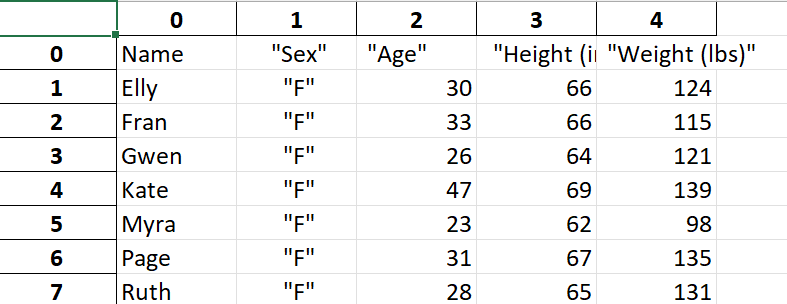 0 1 2 3 4
0 Name "Sex" "Age" "Height (i "Weight (lbs)"
1 Elly "F" 30 66 124
2 Fran "F" 33 66 115
3 Gwen "F" 26 64 121
4 Kate "F" 47 69 139
5 Myra "F" 23 62 98
6 Page "F" 31 67 135
7 Ruth "F" 28 65 131